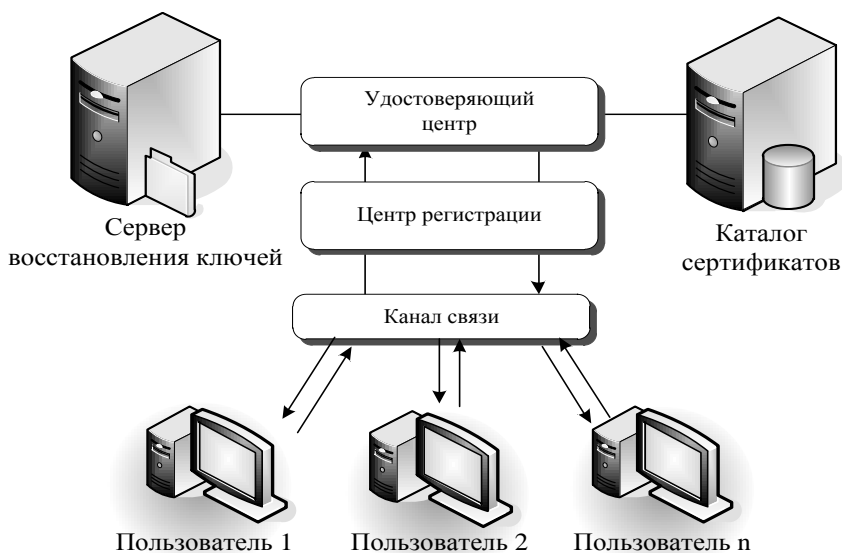 Удостоверяющий
центр
Центр регистрации
Сервер
восстановления ключей
Каталог
сертификатов
Канал связи
Пользователь 1
Пользователь 2
Пользователь n